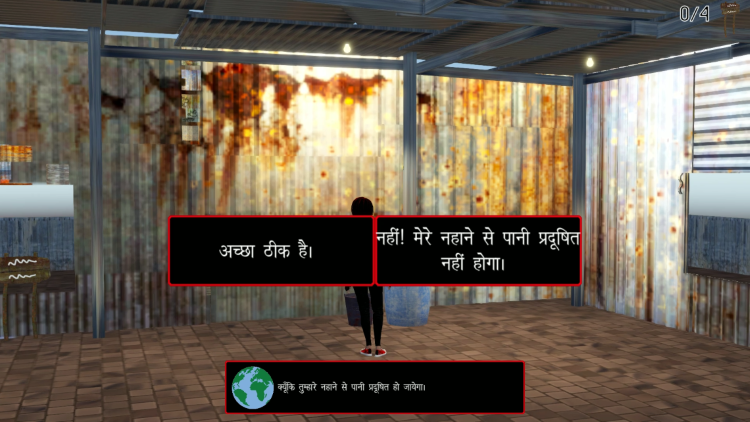 0/4
अच्छा ठीक है।
नहीं! मेरे नहाने से पानी प्रदूषित
नहीं होगा।
क्यूँकि तुम्हारे नहाने से पानी प्रदूषित हो जायेगा।